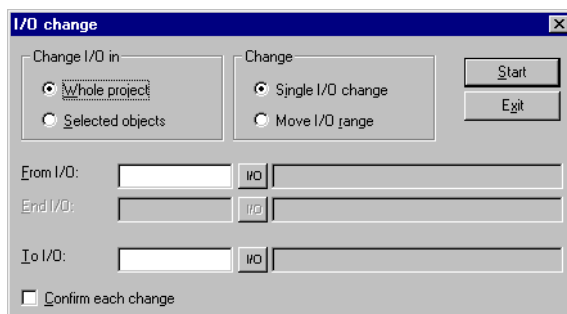 I/O change
Change I/O in
Whole project
Selected objects
Change
Single I/O change
Move I/O range
Start
Exit
From I/O:
I/O
End I/O:
I/O
To I/O:
I/O
Confirm each change